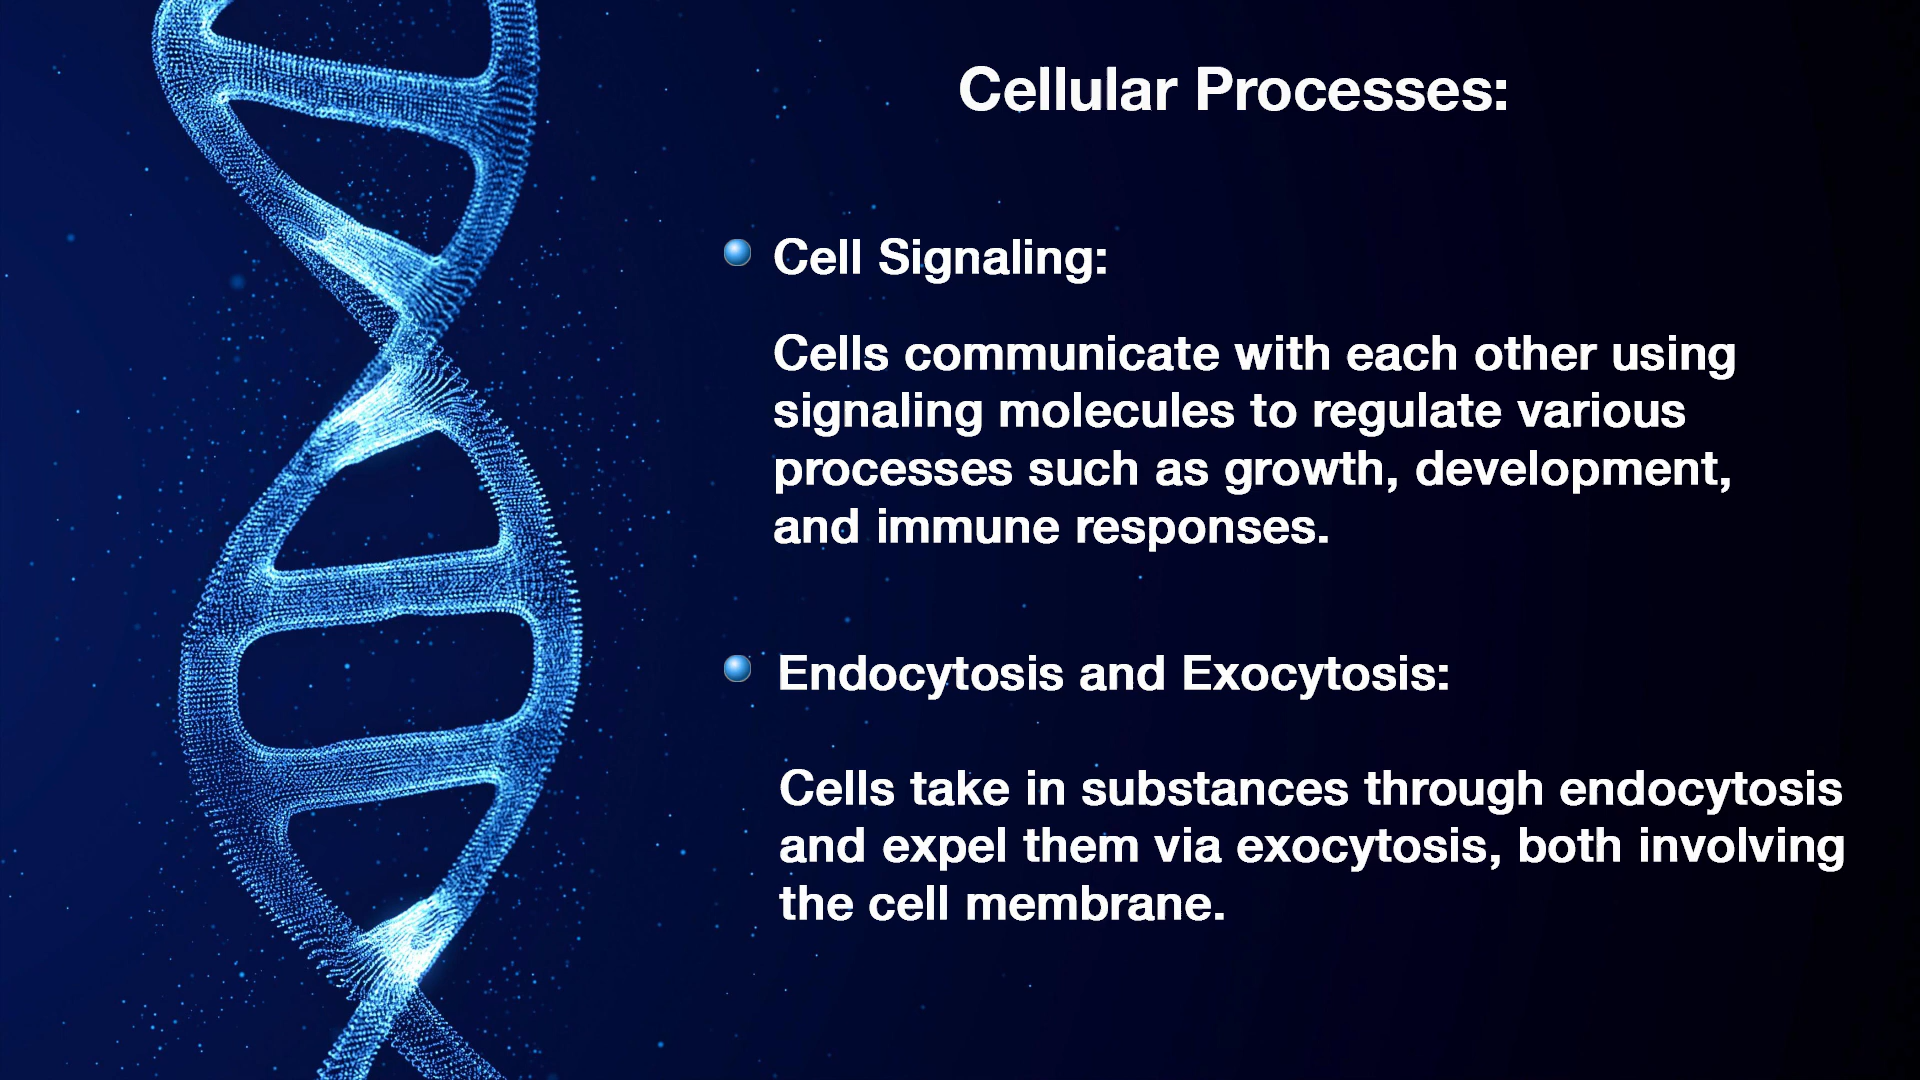 Cellular Processes:
Cell Signaling:
Cells communicate with each other using
signaling molecules to regulate various
processes such as growth, development,
and immune responses.
Endocytosis and Exocytosis:
Cells take in substances through endocytosis
and expel them via exocytosis, both involving
the cell membrane.